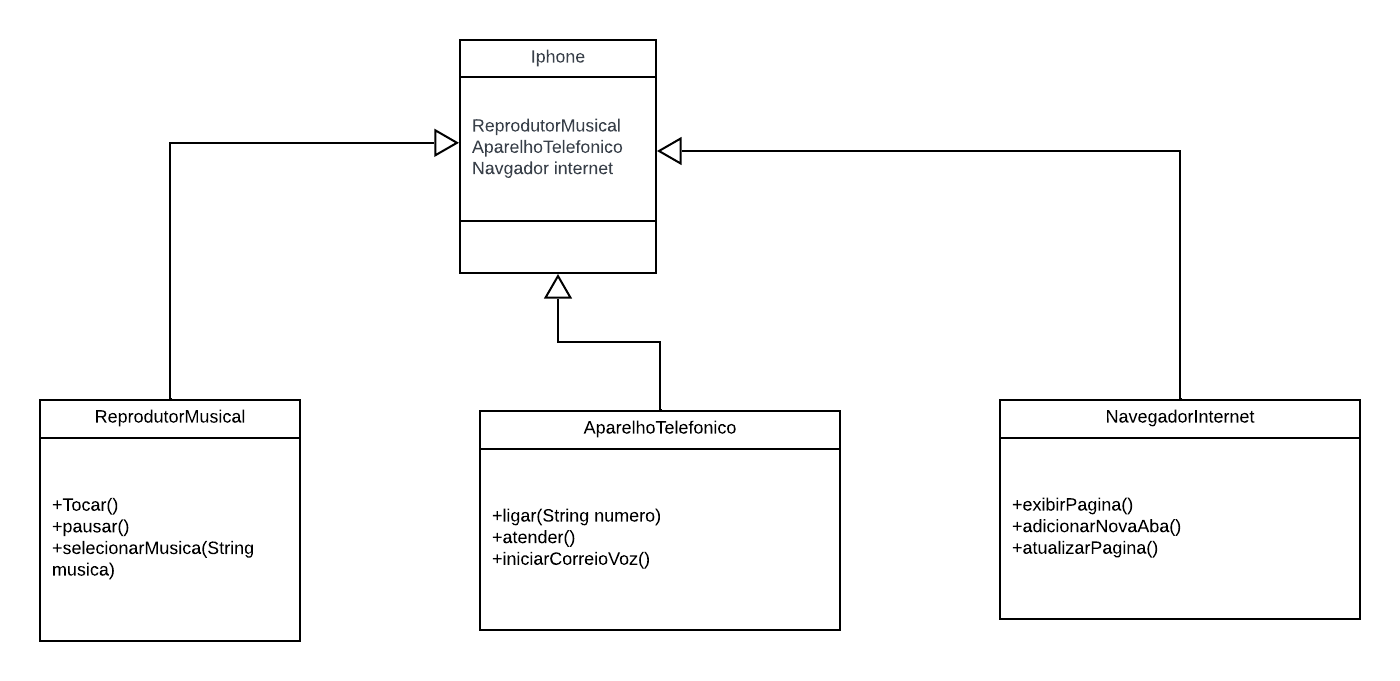 Iphone
ReprodutorMusical
AparelhoTelefonico
Navgador internet
ReprodutorMusical
+Tocar()
+pausar()
+selecionarMusica(String
musica)
AparelhoTelefonico
+ligar(String numero)
+atender()
+iniciarCorreioVoz()
NavegadorInternet
+exibirPagina()
+adicionarNovaAba()
+atualizarPagina()